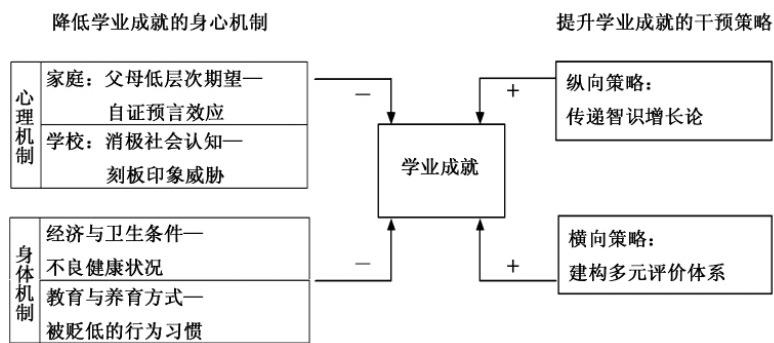 降低学业成就的身心机制
提升学业成就的干预策略
心理机制
家庭：父母低层次期望—
自证预言效应
学校：消极社会认知—
刻板印象威胁
身体机制
经济与卫生条件—
不良健康状况
教育与养育方式—
被贬低的行为习惯
—
—
学业成就
+
+
纵向策略：
传递智识增长论
横向策略：
建构多元评价体系